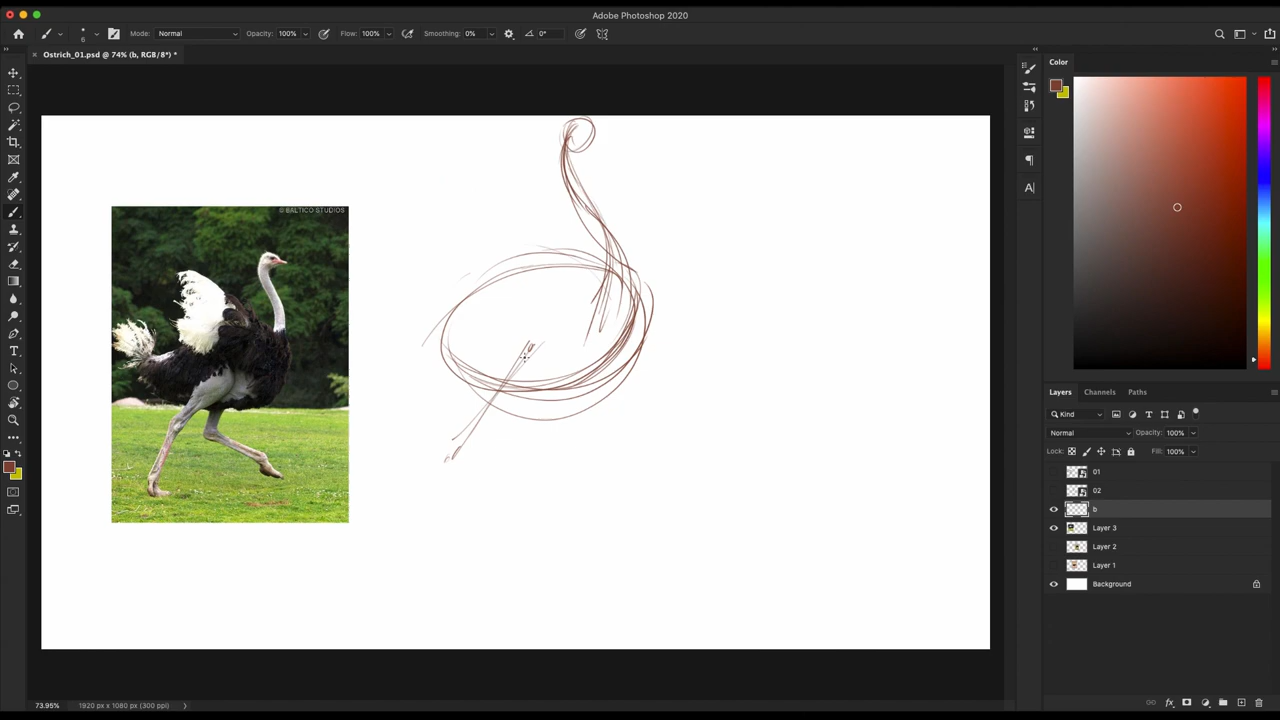 Adobe Photoshop 2020
6
Mode: Normal
Opacity: 100%
Flow: 100%
Smoothing: 0%
0°
Ostrich_01.psd @ 74% (b, RGB/8*) *
© BALTICO STUDIOS
Color
Layers Channels Paths
Kind
Normal
Opacity: 100%
Lock:
Fill: 100%
01
02
b
Layer 3
Layer 2
Layer 1
Background
fx
73.95% 1920 px x 1080 px (300 ppi)